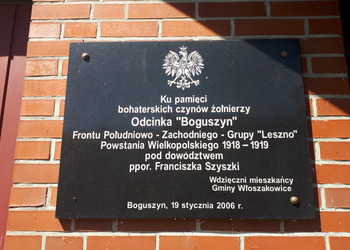 Ku pamięci
bohaterskich czynów żołnierzy
Odcinka "Boguszyn"
Frontu Południowo - Zachodniego - Grupy "Leszno"
Powstania Wielkopolskiego 1918 – 1919
pod dowództwem
ppor. Franciszka Szyszki
Wdzięczni mieszkańcy
Gminy Włoszakowice
Boguszyn, 19 stycznia 2006 r.